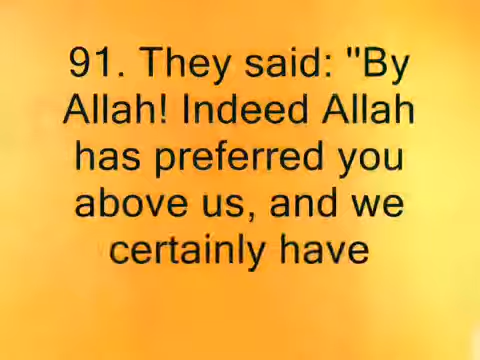 91. They said: "By
Allah! Indeed Allah
has preferred you
above us, and we
certainly have